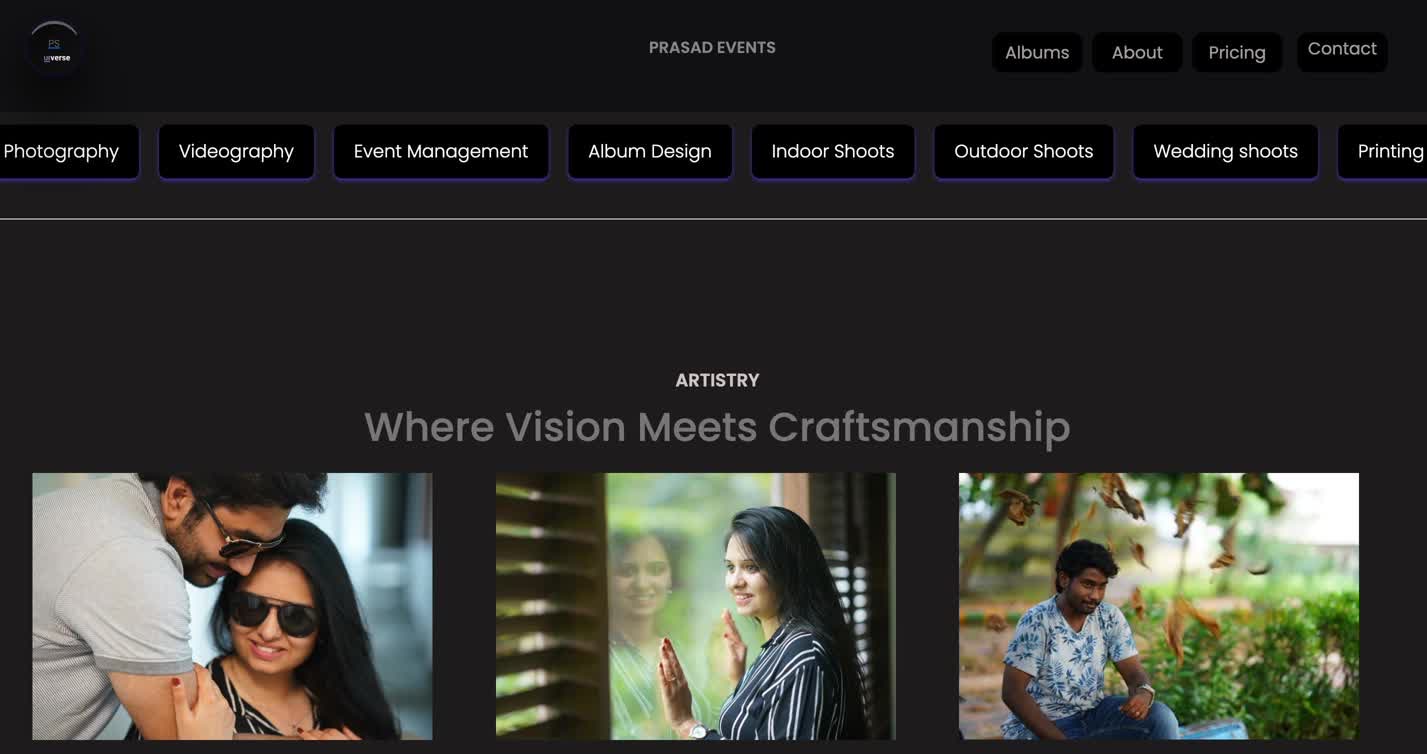 PS
uiverse
PRASAD EVENTS
Albums About Pricing Contact
Photography Videography Event Management Album Design Indoor Shoots Outdoor Shoots Wedding shoots Printing
ARTISTRY
Where Vision Meets Craftsmanship